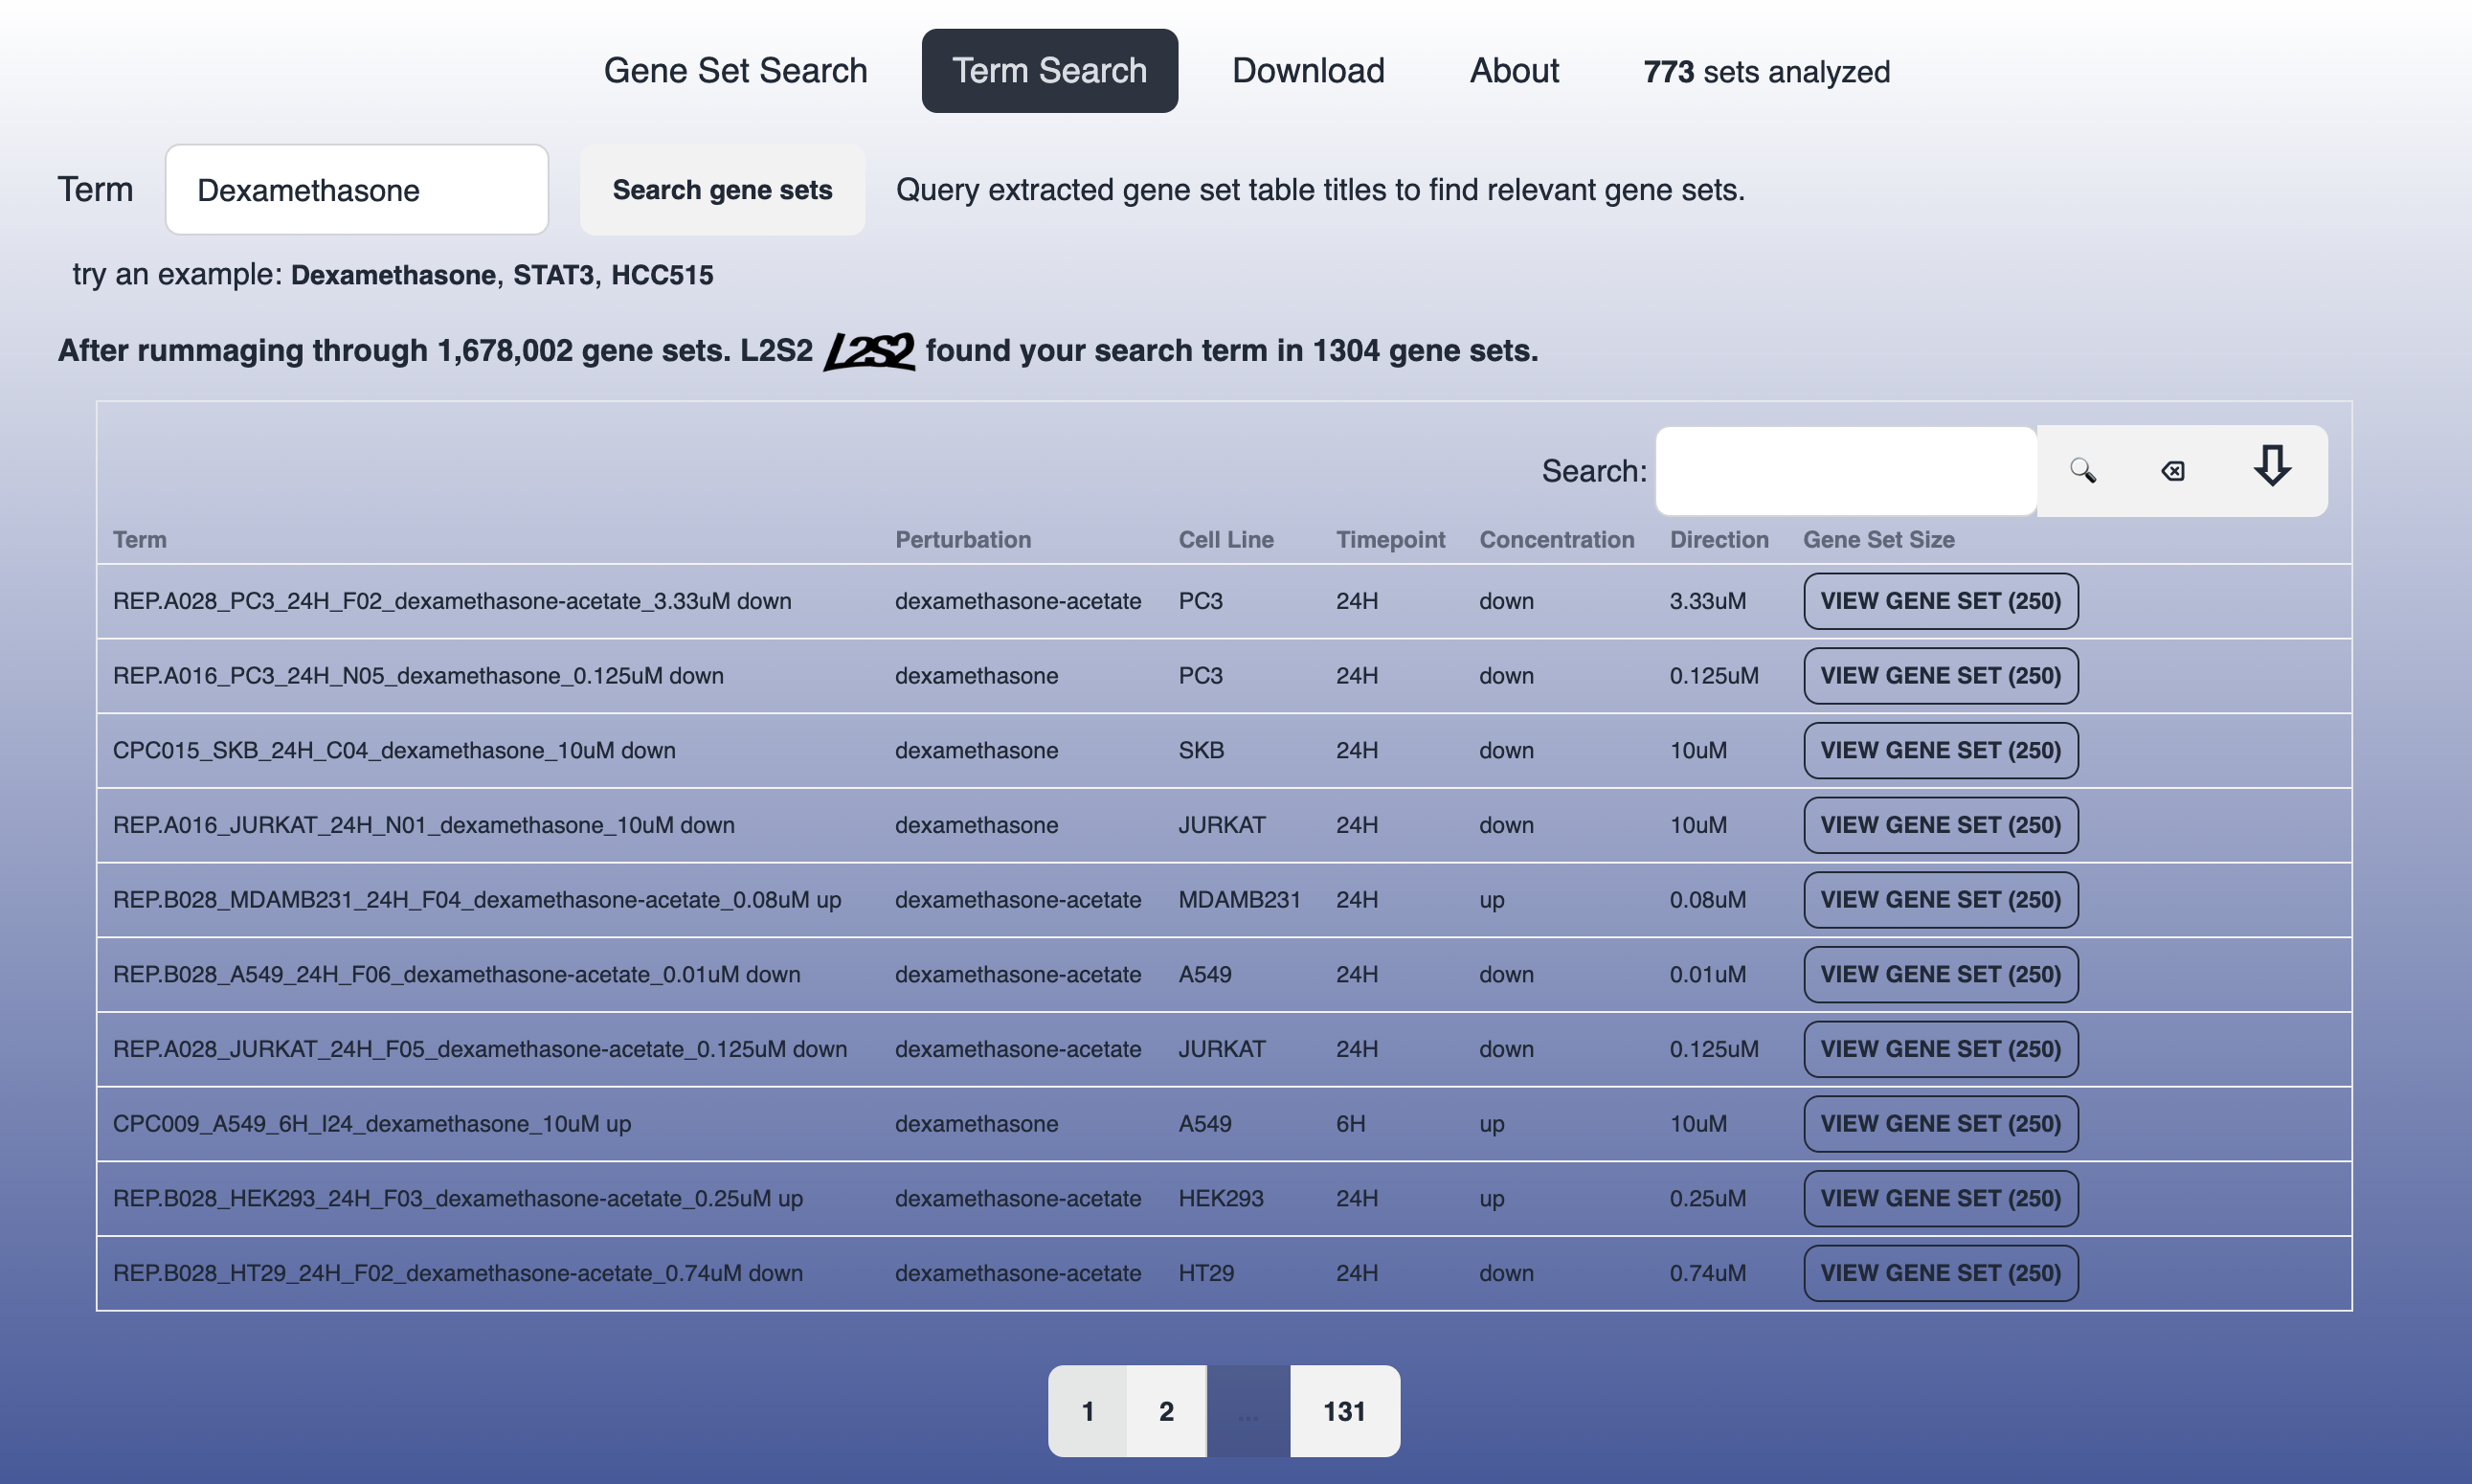 Gene Set Search Term Search Download About 773 sets analyzed
Term Dexamethasone Search gene sets Query extracted gene set table titles to find relevant gene sets.
try an example: Dexamethasone, STAT3, HCC515
After rummaging through 1,678,002 gene sets. L2S2 L2S2 found your search term in 1304 gene sets.
Search:
Term Perturbation Cell Line Timepoint Concentration Direction Gene Set Size
REP.A028_PC3_24H_F02_dexamethasone-acetate_3.33uM down dexamethasone-acetate PC3 24H down 3.33uM VIEW GENE SET (250)
REP.A016_PC3_24H_N05_dexamethasone_0.125uM down dexamethasone PC3 24H down 0.125uM VIEW GENE SET (250)
CPC015_SKB_24H_C04_dexamethasone_10uM down dexamethasone SKB 24H down 10uM VIEW GENE SET (250)
REP.A016_JURKAT_24H_N01_dexamethasone_10uM down dexamethasone JURKAT 24H down 10uM VIEW GENE SET (250)
REP.B028_MDAMB231_24H_F04_dexamethasone-acetate_0.08uM up dexamethasone-acetate MDAMB231 24H up 0.08uM VIEW GENE SET (250)
REP.B028_A549_24H_F06_dexamethasone-acetate_0.01uM down dexamethasone-acetate A549 24H down 0.01uM VIEW GENE SET (250)
REP.A028_JURKAT_24H_F05_dexamethasone-acetate_0.125uM down dexamethasone-acetate JURKAT 24H down 0.125uM VIEW GENE SET (250)
CPC009_A549_6H_I24_dexamethasone_10uM up dexamethasone A549 6H up 10uM VIEW GENE SET (250)
REP.B028_HEK293_24H_F03_dexamethasone-acetate_0.25uM up dexamethasone-acetate HEK293 24H up 0.25uM VIEW GENE SET (250)
REP.B028_HT29_24H_F02_dexamethasone-acetate_0.74uM down dexamethasone-acetate HT29 24H down 0.74uM VIEW GENE SET (250)
1 2 ... 131